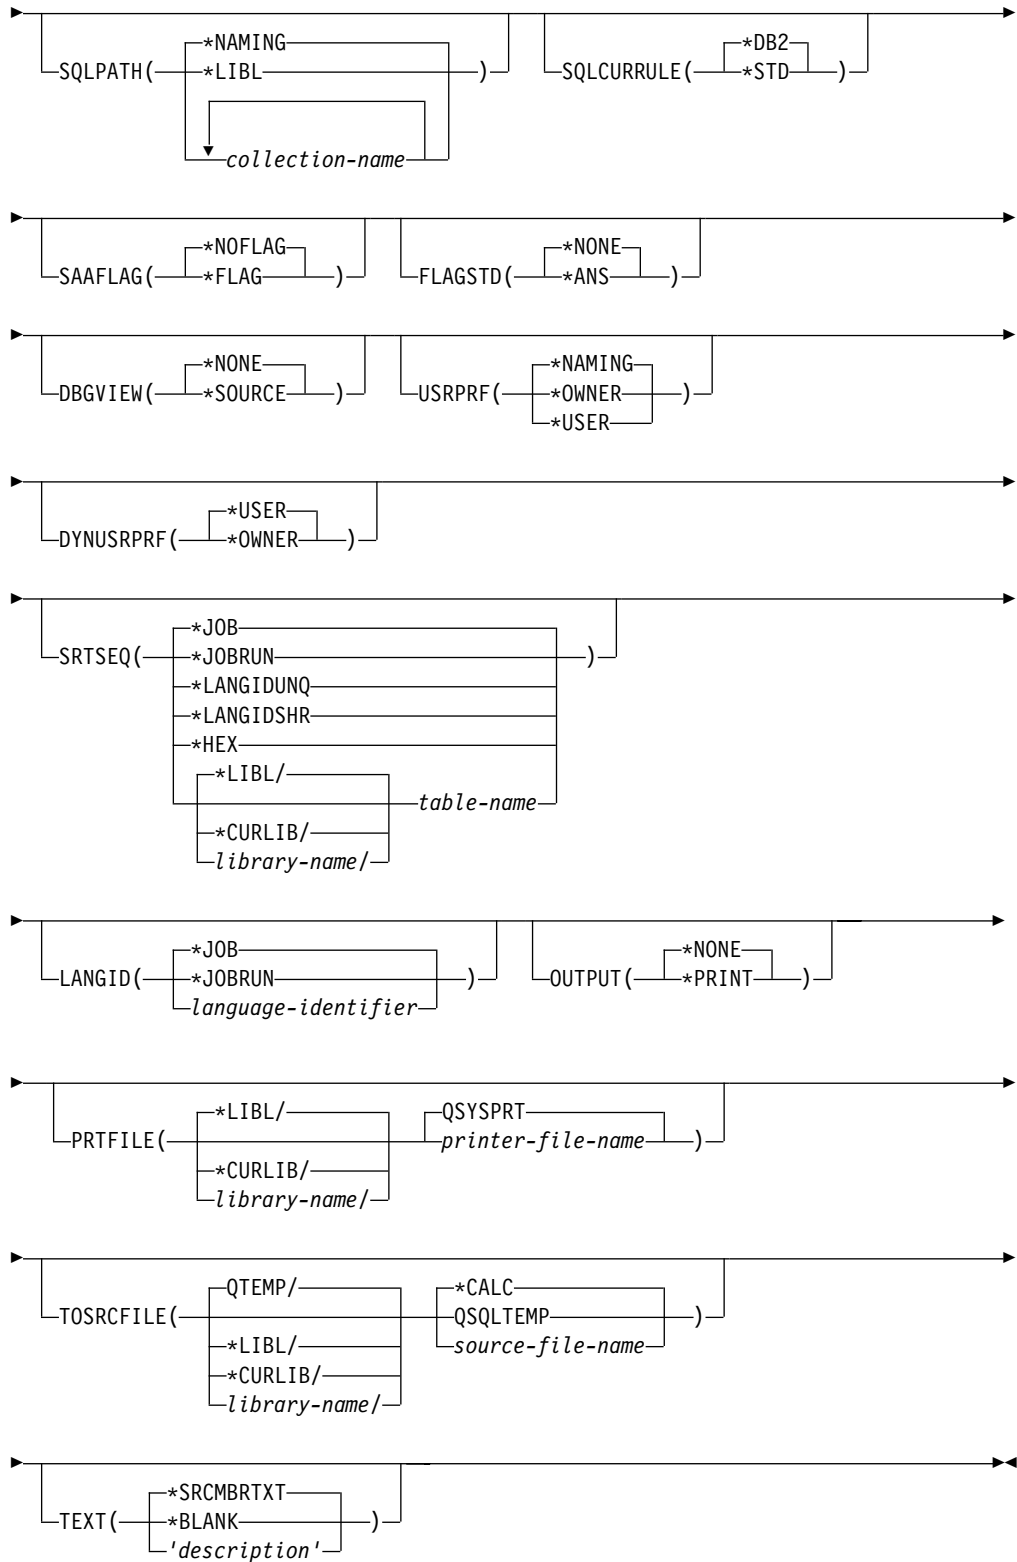 *NAMING *DB2
SQLPATH( *LIBL ) SQLCURRULE( *STD )
collection-name
*NOFLAG *NONE
SAAFLAG( *FLAG ) FLAGSTD( *ANS )
*NONE *NAMING
DBGVIEW( *SOURCE ) USRPRF( *OWNER )
*USER
*USER
DYNUSRPRF( *OWNER )
*JOB
SRTSEQ( *JOBRUN )
*LANGIDUNQ
*LANGIDSHR
*HEX
*LIBL/
table-name
*CURLIB/
library-name/
*JOB *NONE
LANGID( *JOBRUN ) OUTPUT( *PRINT )
language-identifier
*LIBL/ QSYSPRT
PRTFILE( printer-file-name )
*CURLIB/
library-name/
QTEMP/ *CALC
TOSRCFILE( QSQLTEMP )
*LIBL/ source-file-name
*CURLIB/
library-name/
*SRCMBRTXT
TEXT( *BLANK )
'description'